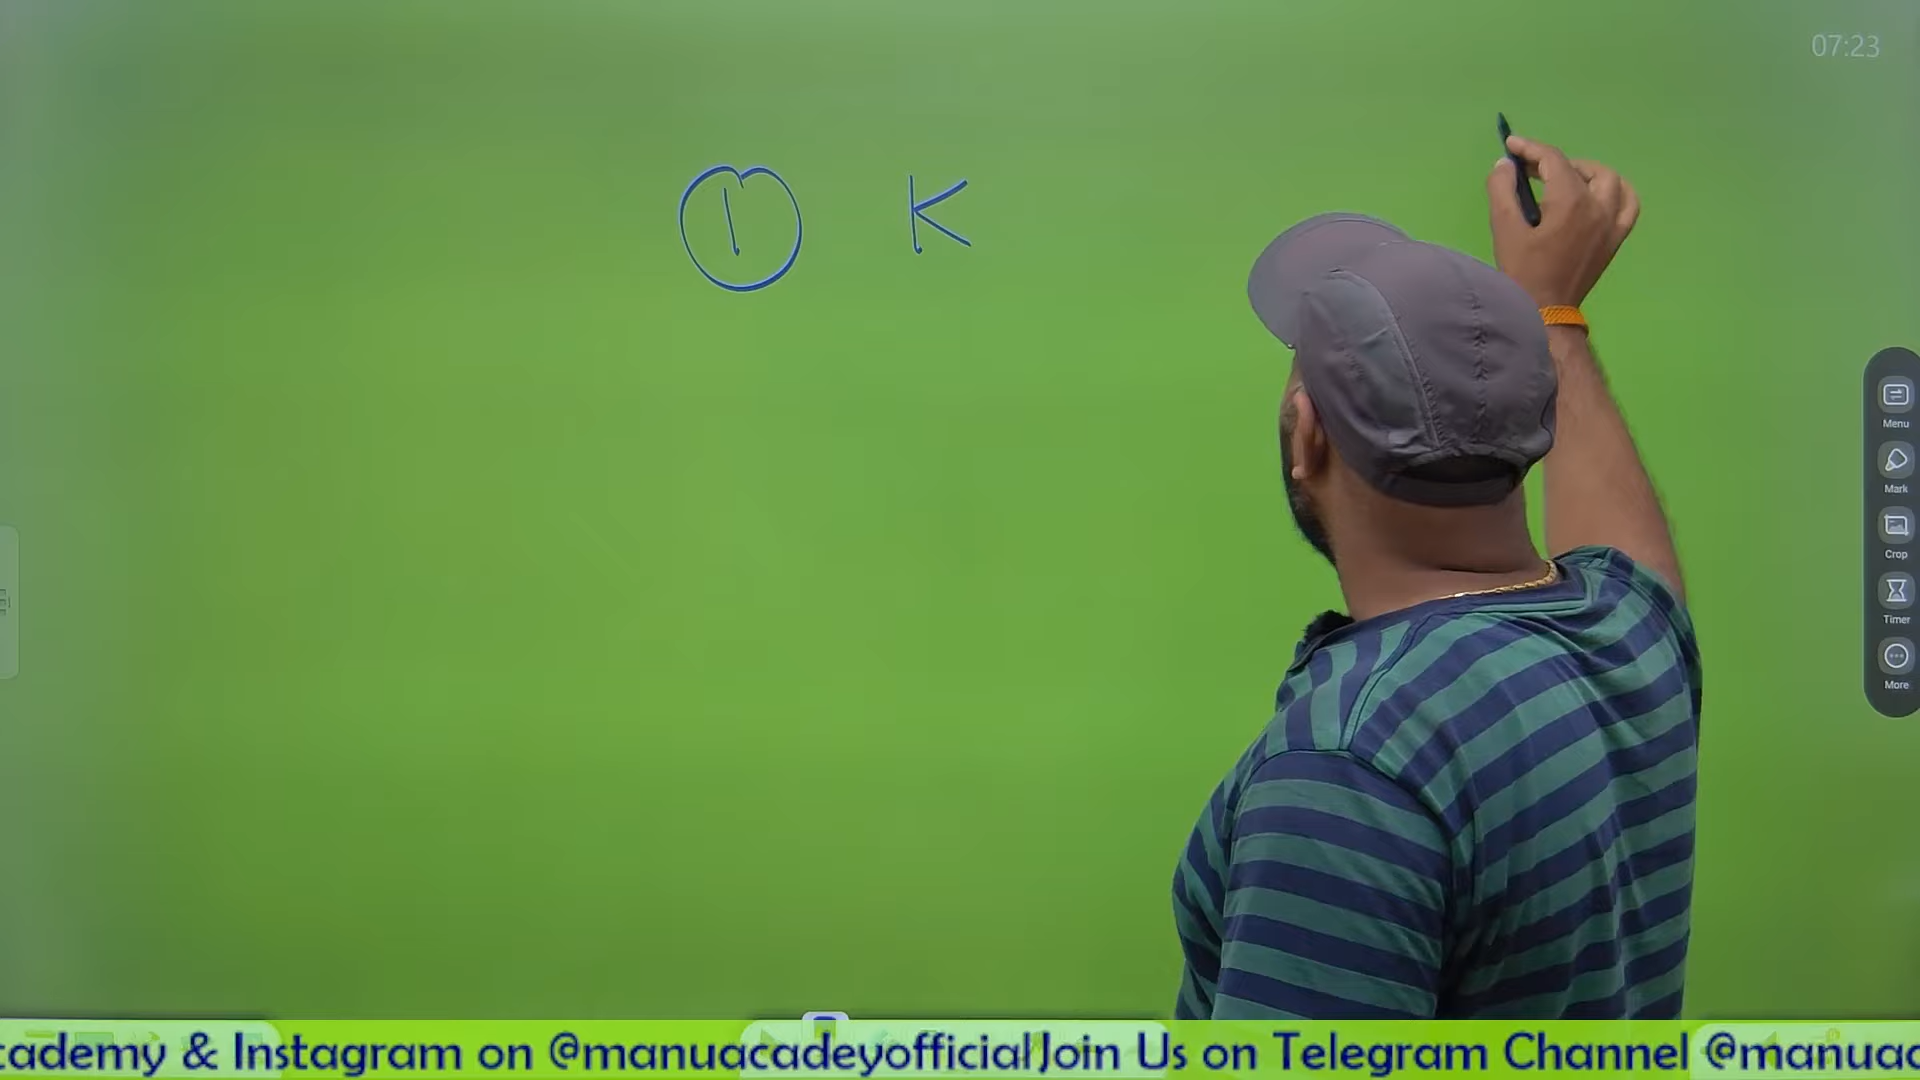 07:23
1 K
Menu
Mark
Crop
Timer
More
cademy & Instagram on @manuacadeyofficial/Join Us on Telegram Channel @manuac